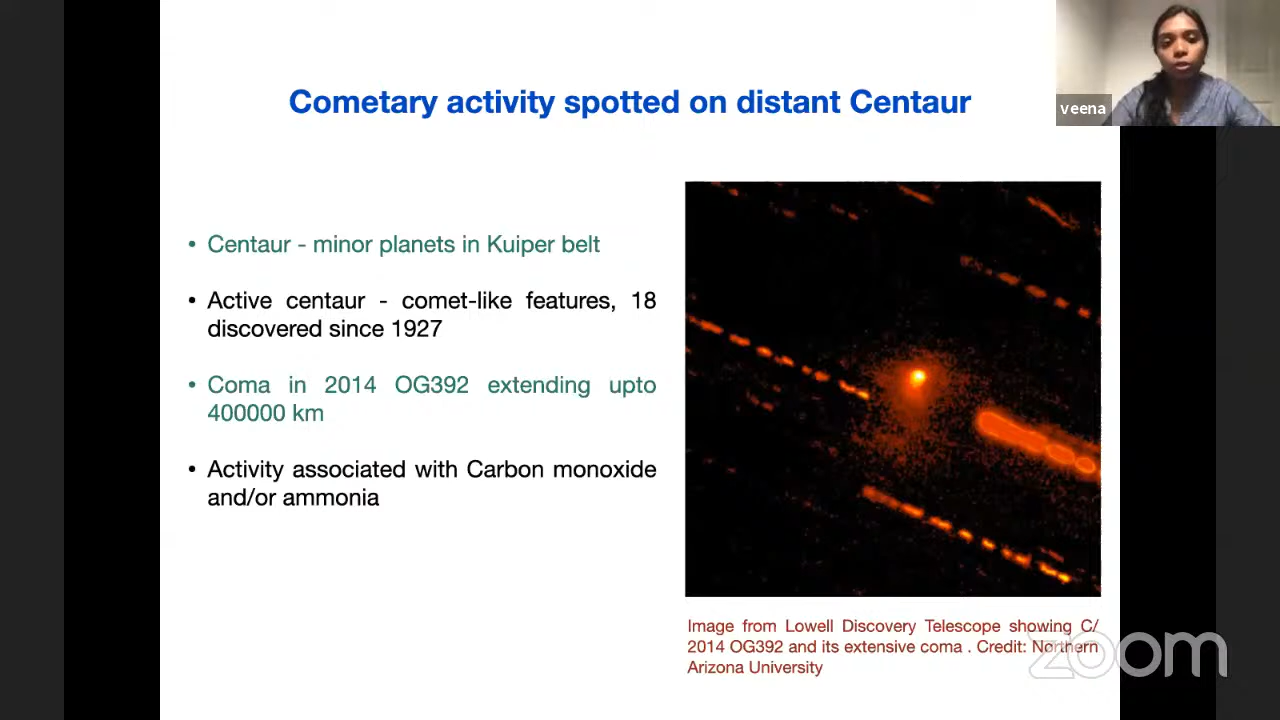 Cometary activity spotted on distant Centaur
veena
• Centaur - minor planets in Kuiper belt
• Active centaur - comet-like features, 18
discovered since 1927
• Coma in 2014 OG392 extending upto
400000 km
• Activity associated with Carbon monoxide
and/or ammonia
Image from Lowell Discovery Telescope showing C/
2014 OG392 and its extensive coma . Credit: Northern
Arizona University
zoom